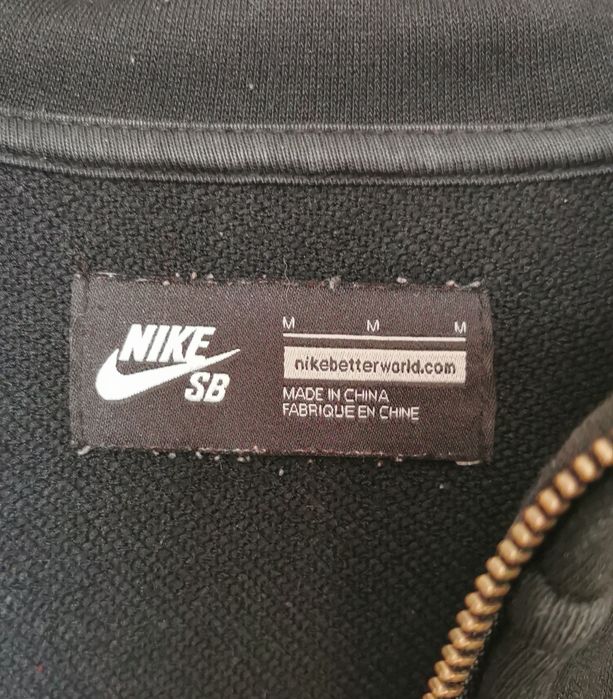 NIKE
SB
M M M
nikebetterworld.com
MADE IN CHINA
FABRIQUE EN CHINE